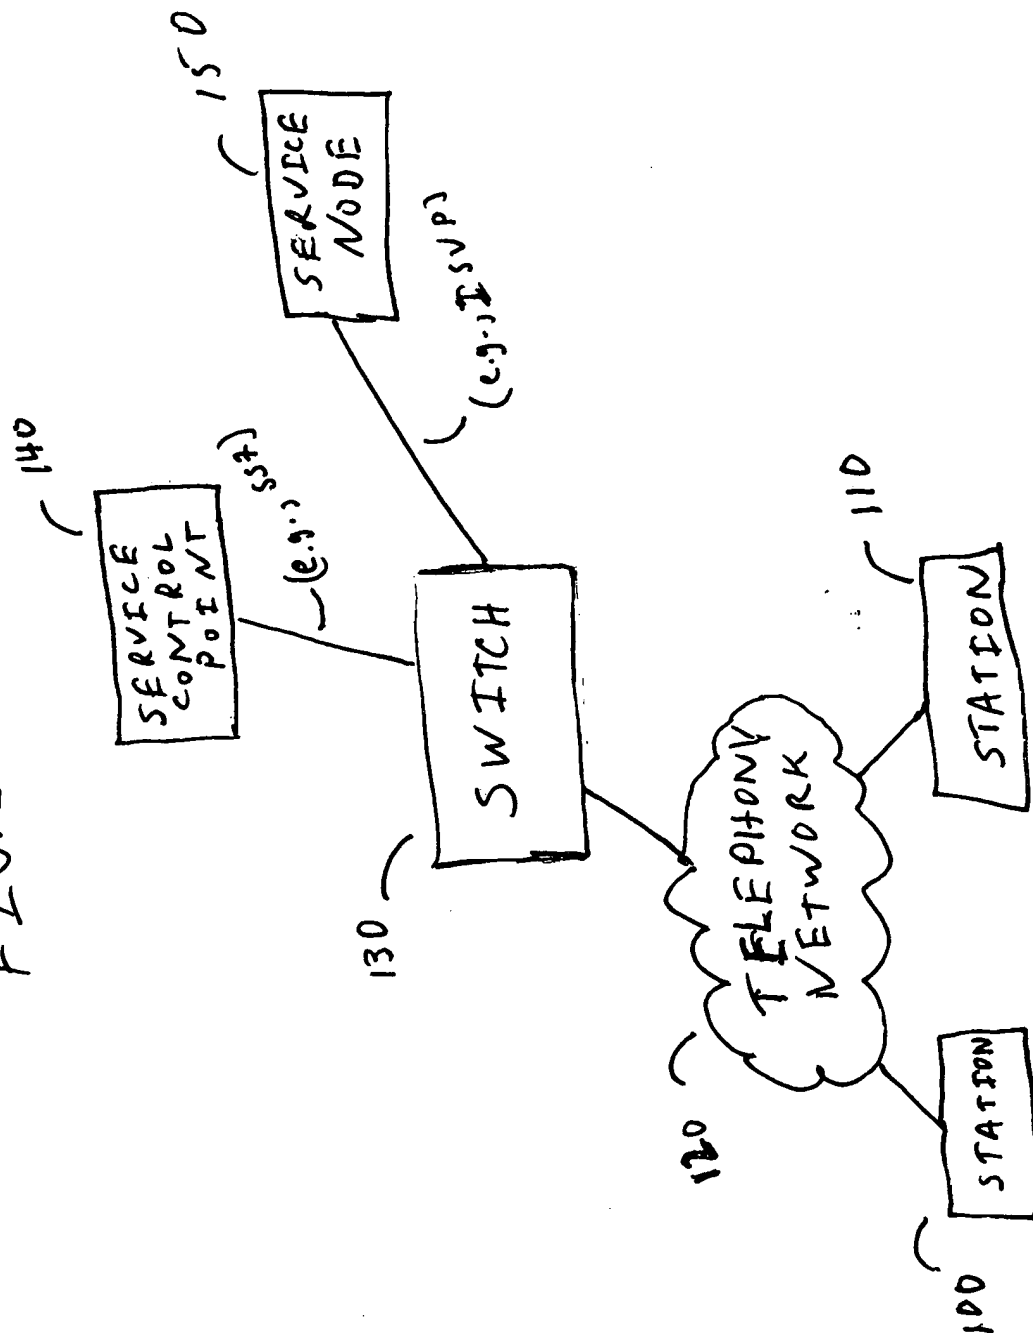 140
SERVICE
CONTROL
POINT
150
SERVICE
NODE
(e.g., SS7)
(e.g., ISUP)
130
SWITCH
120
TELEPHONY
NETWORK
100
STATION
110
STATION